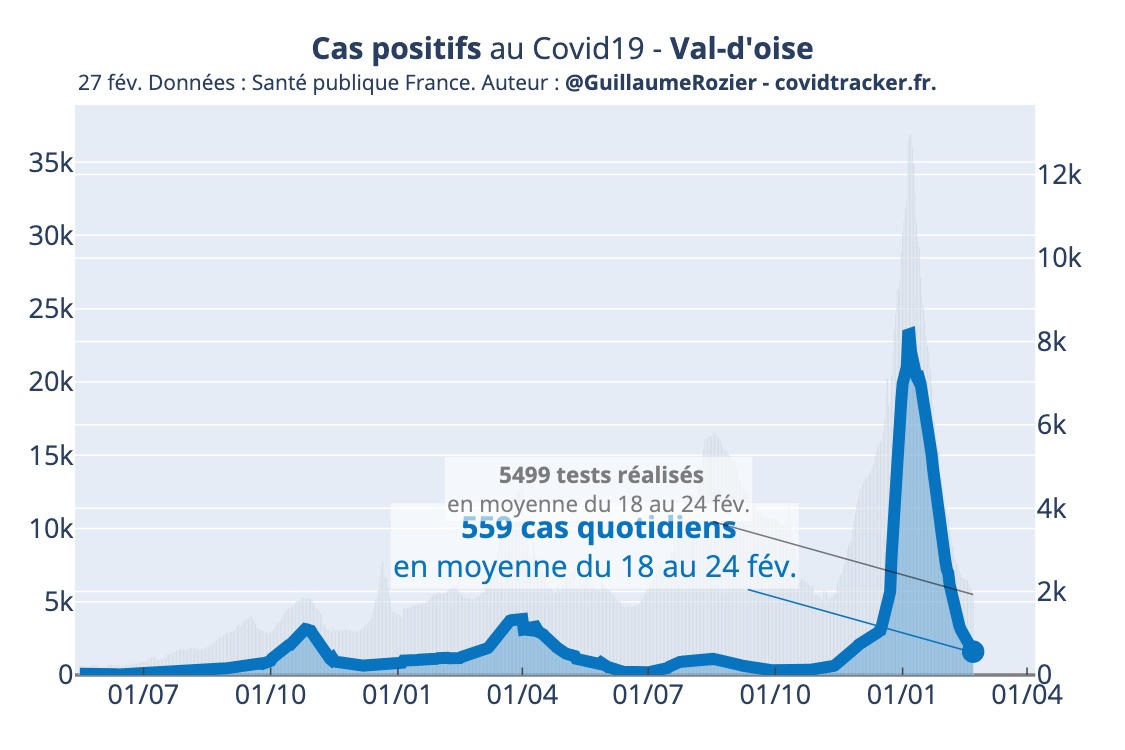 Cas positifs au Covid19 - Val-d'oise
27 fév. Données : Santé publique France. Auteur : @GuillaumeRozier - covidtracker.fr.
35k
30k
25k
20k
15k
10k
5k
0
12k
10k
8k
6k
4k
2k
0
5499 tests réalisés
en moyenne du 18 au 24 fév.
559 cas quotidiens
en moyenne du 18 au 24 fév.
01/07 01/10 01/01 01/04 01/07 01/10 01/01 01/04